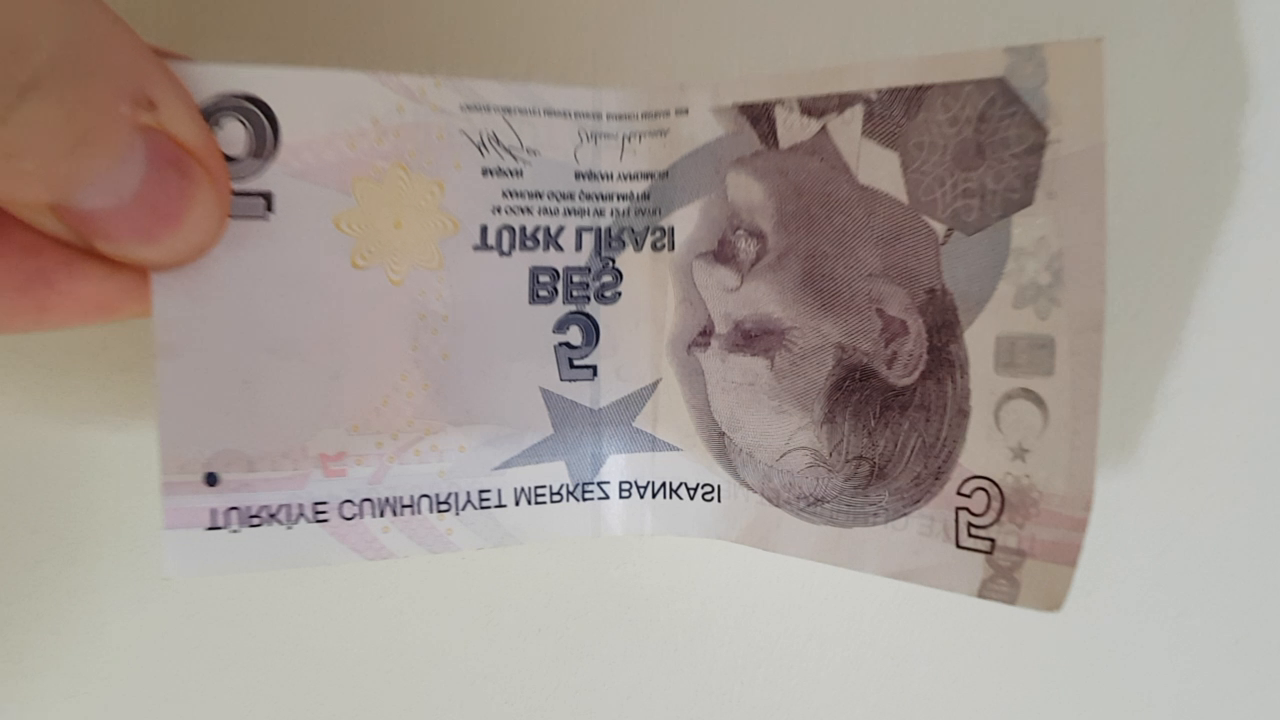 TÜRKİYE CUMHURİYET MERKEZ BANKASI
5
5
BEŞ
TÜRK LİRASI
14 OCAK 1970 TARİH VE 1211 SAYILI
KANUNA GÖRE ÇIKARILMIŞTIR
BAŞKAN BAŞKAN YARDIMCISI
5